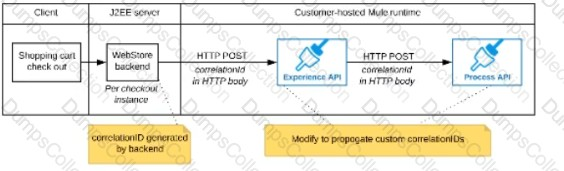 Client
J2EE server
Customer-hosted Mule runtime
Shopping cart
check out
WebStore
backend
Per checkout
instance
HTTP POST
correlationId
in HTTP body
Experience API
HTTP POST
correlationId
in HTTP body
Process API
correlationID generated
by backend
Modify to propogate custom correlationIDs